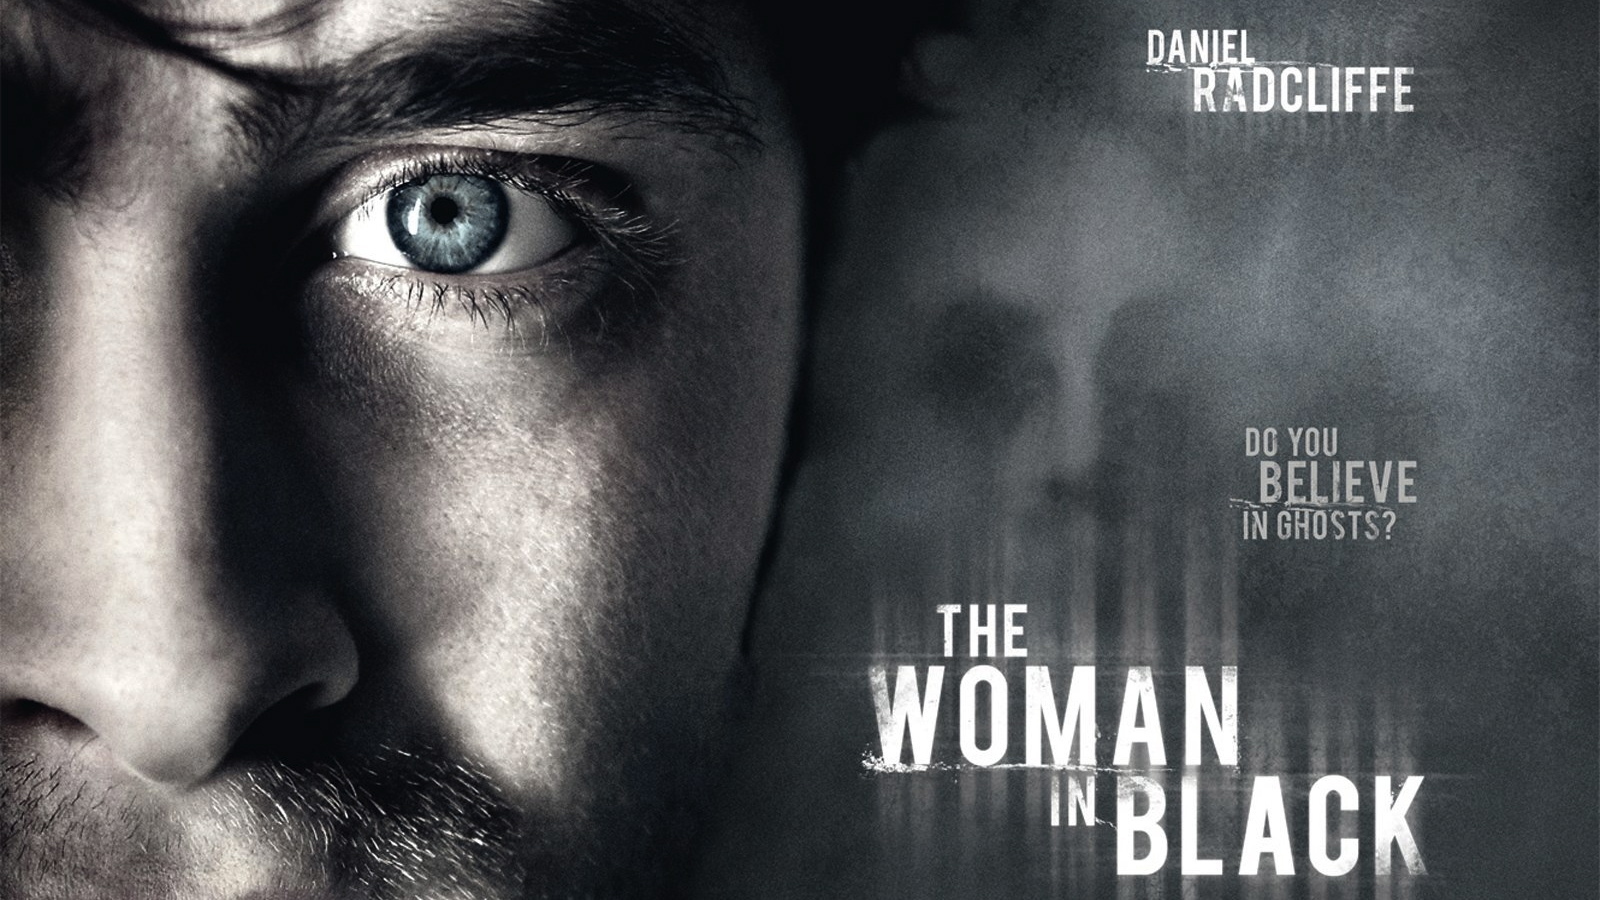 DANIEL
RADCLIFFE
DO YOU
BELIEVE
IN GHOSTS?
THE
WOMAN
IN BLACK